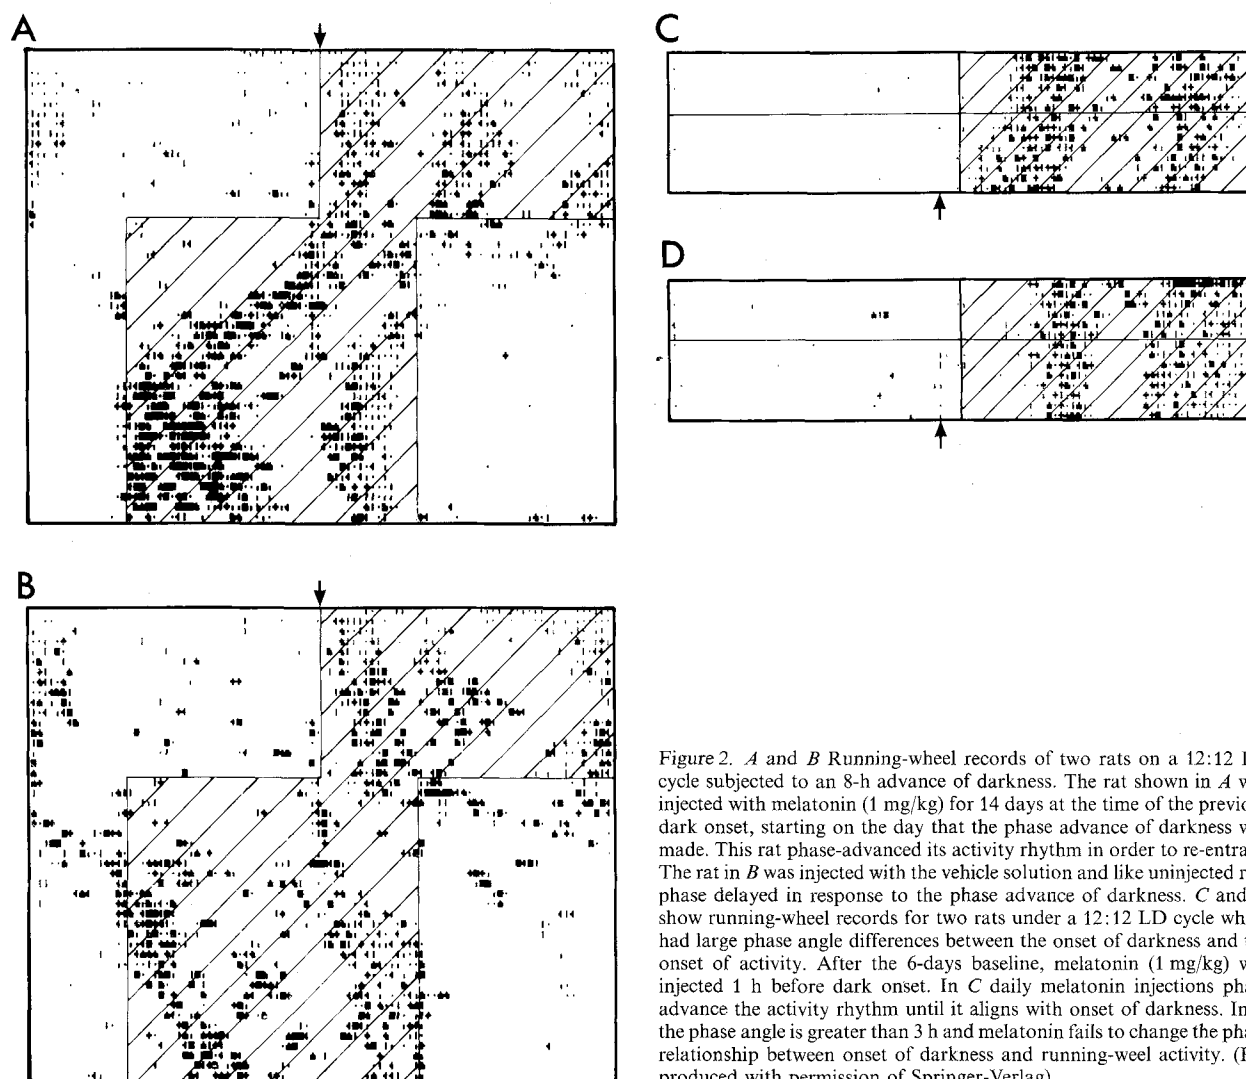 A
B
C
D
Figure 2. A and B Running-wheel records of two rats on a 12:12
cycle subjected to an 8-h advance of darkness. The rat shown in A
injected with melatonin (1 mg/kg) for 14 days at the time of the
dark onset, starting on the day that the phase advance of darkness
made. This rat phase-advanced its activity rhythm in order to
The rat in B was injected with the vehicle solution and like uninjected
phase delayed in response to the phase advance of darkness. C
show running-wheel records for two rats under a 12:12 LD cycle
had large phase angle differences between the onset of darkness and
onset of activity. After the 6-days baseline, melatonin (1 mg/kg)
injected 1 h before dark onset. In C daily melatonin injections
advance the activity rhythm until it aligns with onset of darkness.
the phase angle is greater than 3 h and melatonin fails to change the
relationship between onset of darkness and running-weel activity.
produced with permission of Springer-Verlag)